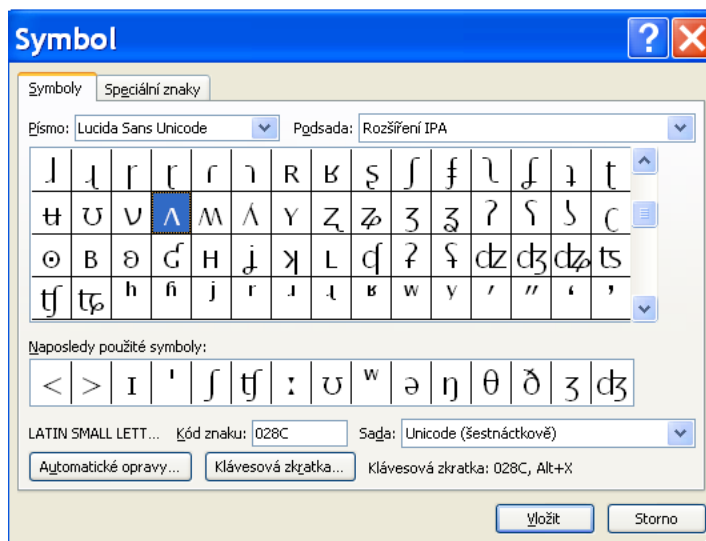 Symbol
Symboly Speciální znaky
Písmo: Lucida Sans Unicode Podsada: Rozšíření IPA
ɺ ɻ ɼ ɽ ɾ ɿ ʀ ʁ ʂ ʃ ʄ ʅ ʆ ʇ ʈ
ʉ ʊ ʋ ʌ ʍ ʎ ʏ ʐ ʑ ʒ ʓ ʔ ʕ ʖ ʗ
ʘ ʙ ʚ ʛ ʜ ʝ ʞ ʟ ʠ ʡ ʢ ʣ ʤ ʥ ʦ
ʧ ʨ ʰ ʱ ʲ ʳ ʴ ʵ ʶ ʷ ʸ ʹ ʺ ʻ ʼ
Naposledy použité symboly:
< > ɪ ˈ ʃ ʧ ː ʊ ʷ ə ŋ θ ð ʒ ʤ
LATIN SMALL LETT... Kód znaku: 028C Sada: Unicode (šestnáctkově)
Automatické opravy... Klávesová zkratka... Klávesová zkratka: 028C, Alt+X
Vložit Storno